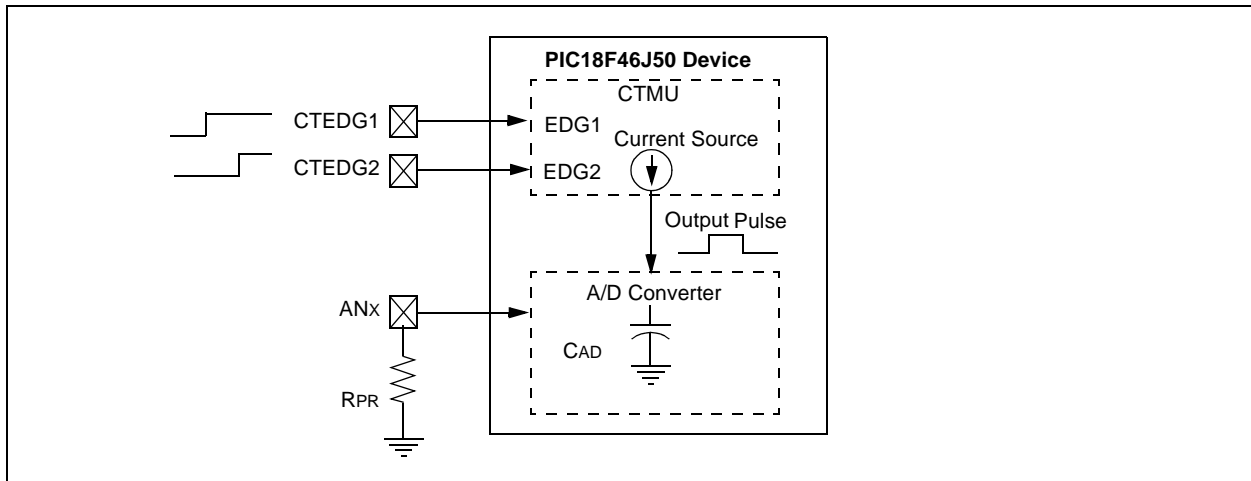 PIC18F46J50 Device
CTMU
CTEDG1
EDG1
Current Source
CTEDG2
EDG2
Output Pulse
A/D Converter
ANX
CAD
RPR